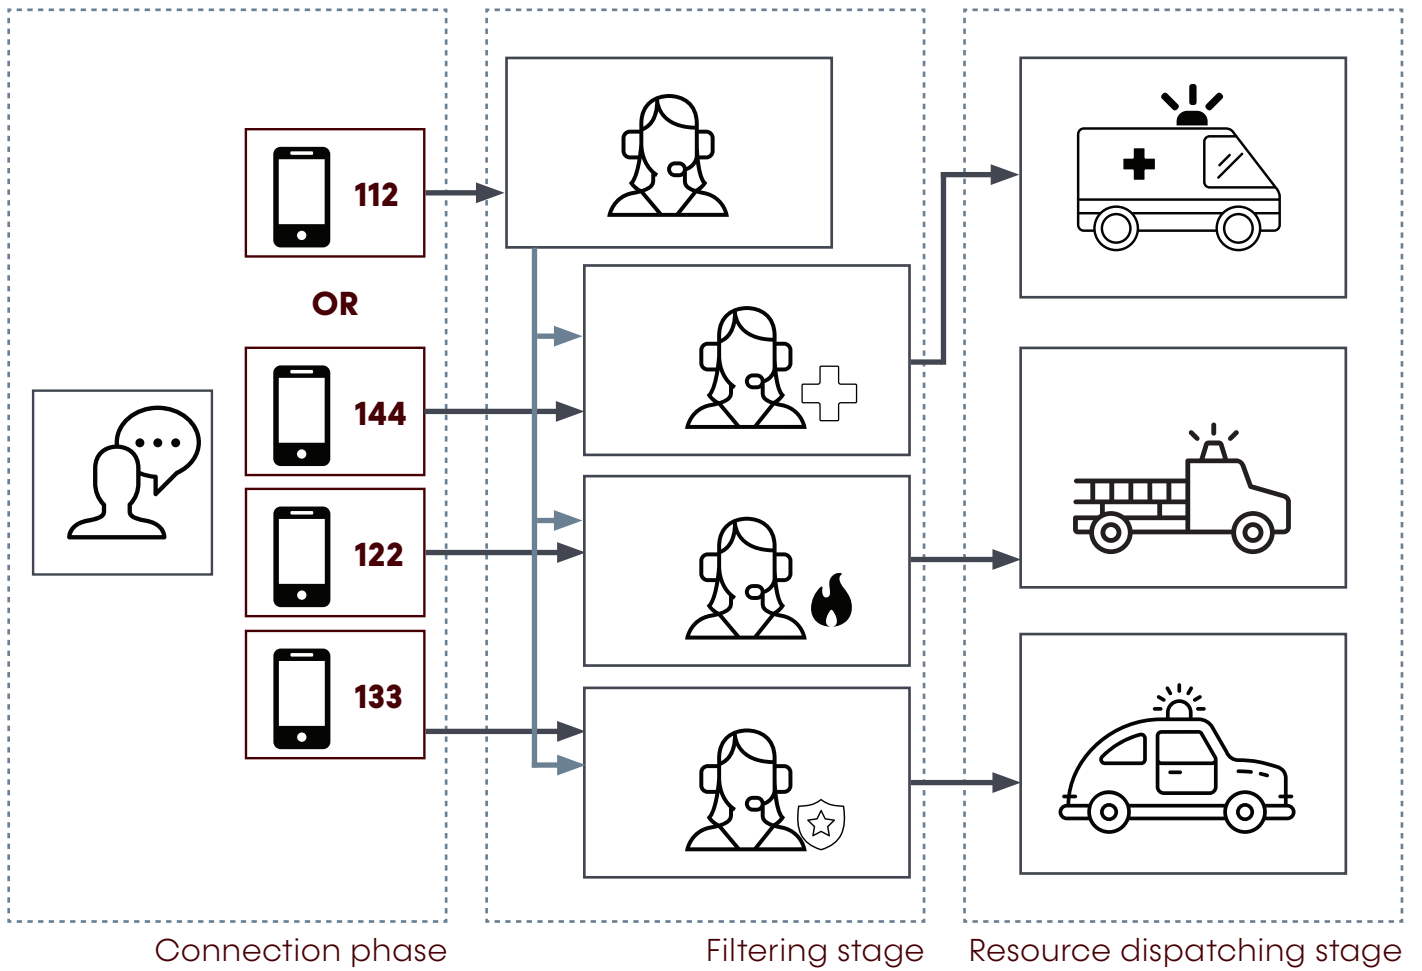 112
OR
144
122
133
Connection phase
Filtering stage
Resource dispatching stage